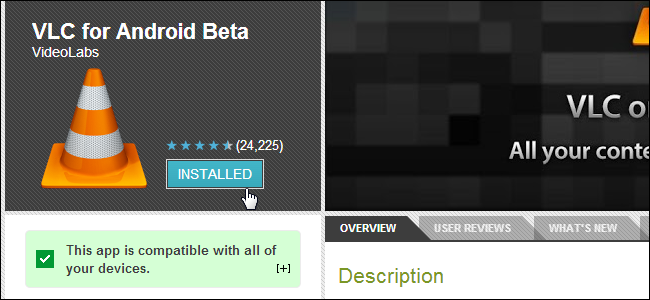 VLC for Android Beta
VideoLabs
(24,225)
INSTALLED
This app is compatible with all of
your devices.
[+]
VLC o
All your conte
OVERVIEW
USER REVIEWS
WHAT'S NEW
Description